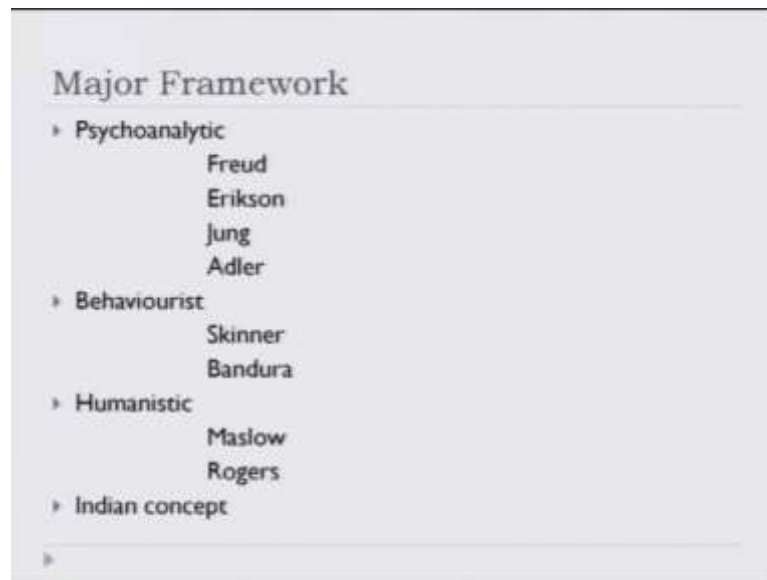 Major Framework
Psychoanalytic
Freud
Erikson
Jung
Adler
Behaviourist
Skinner
Bandura
Humanistic
Maslow
Rogers
Indian concept